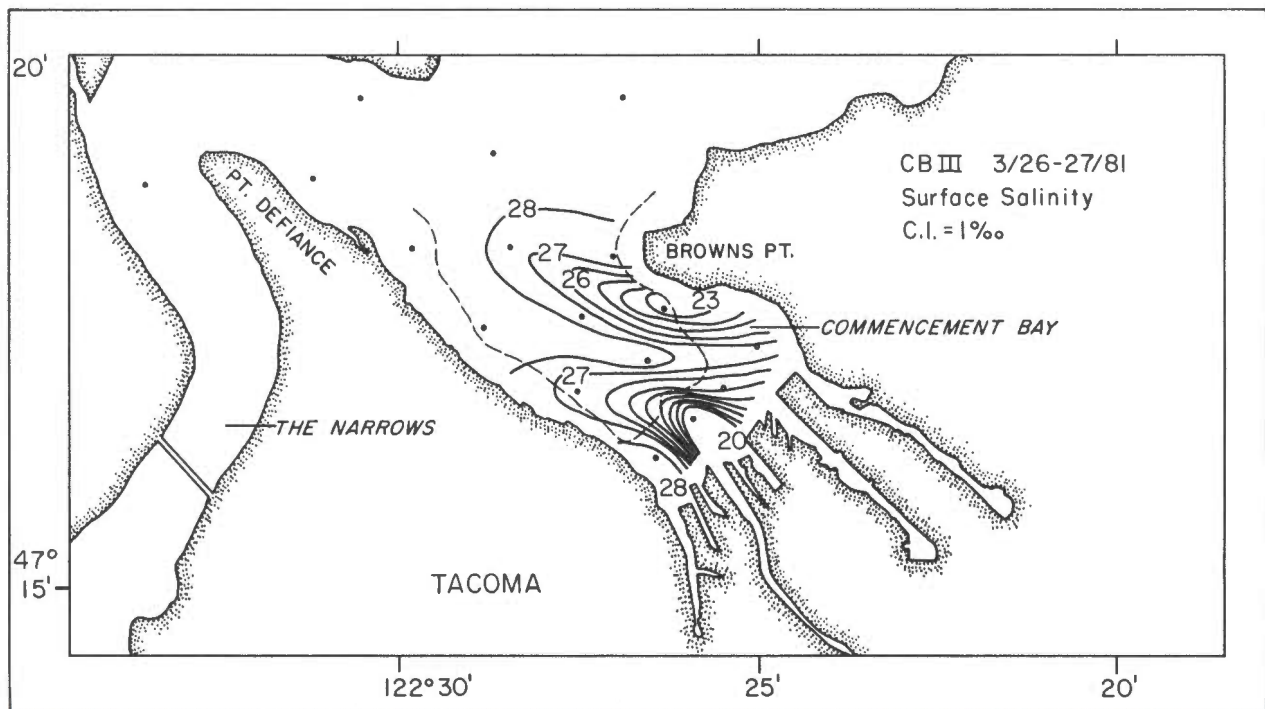 20'
CB III 3/26-27/81
Surface Salinity
C.I. = 1‰
PT. DEFIANCE
28
27
26
23
BROWNS PT.
COMMENCEMENT BAY
27
THE NARROWS
20
28
47°
15'
TACOMA
122°30'
25'
20'